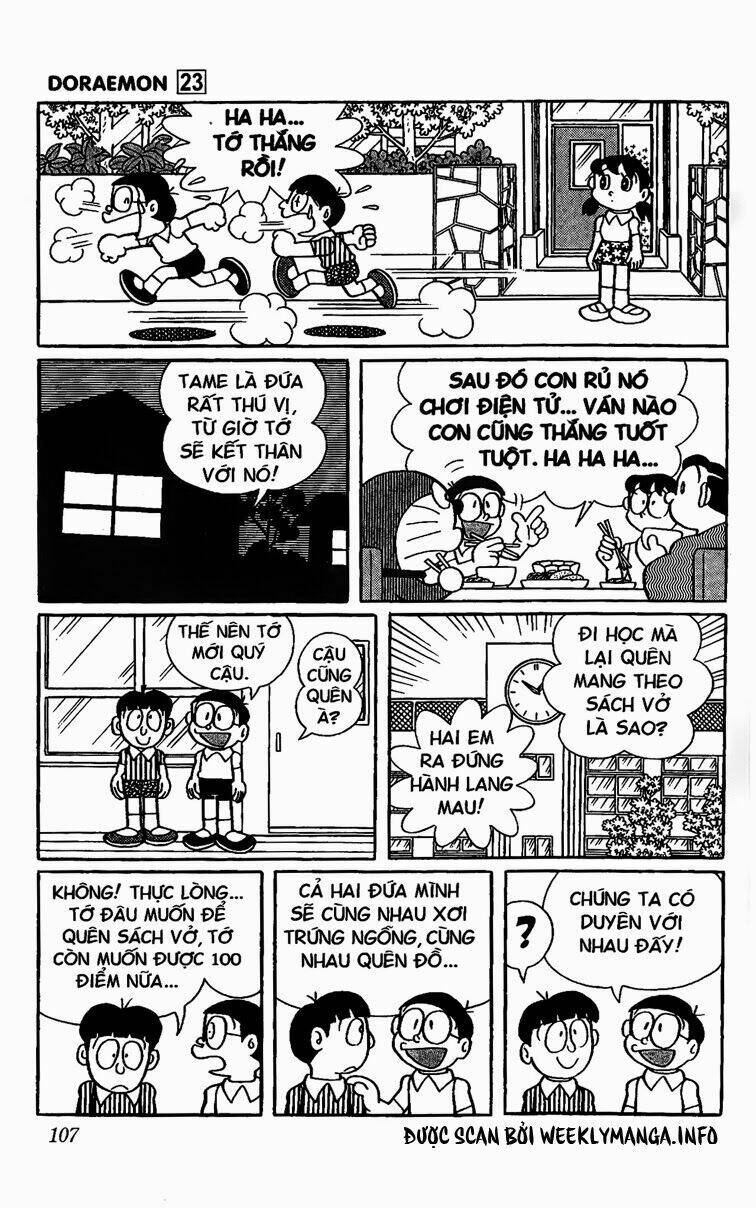 DORAEMON 23
HA HA...
TỚ THẮNG
RỒI!
TAME LÀ ĐỨA
RẤT THÚ VỊ,
TỪ GIỜ TỚ
SẼ KẾT THÂN
VỚI NÓ!
SAU ĐÓ CON RỦ NÓ
CHƠI ĐIỆN TỬ... VÁN NÀO
CON CŨNG THẮNG TUỐT
TUỘT. HA HA HA...
THẾ NÊN TỚ
MỚI QUÝ
CẬU.
CẬU
CŨNG
QUÊN
À?
ĐI HỌC MÀ
LẠI QUÊN
MANG THEO
SÁCH VỞ
LÀ SAO?
HAI EM
RA ĐỨNG
HÀNH LANG
MAU!
KHÔNG! THỰC LÒNG...
TỚ ĐÂU MUỐN ĐỂ
QUÊN SÁCH VỞ, TỚ
CÒN MUỐN ĐƯỢC 100
ĐIỂM NỮA...
CẢ HAI ĐỨA MÌNH
SẼ CÙNG NHAU XƠI
TRỨNG NGỖNG, CÙNG
NHAU QUÊN ĐỒ...
?
CHÚNG TA CÓ
DUYÊN VỚI
NHAU ĐẤY!
107
ĐƯỢC SCAN BỞI WEEKLYMANGA.INFO